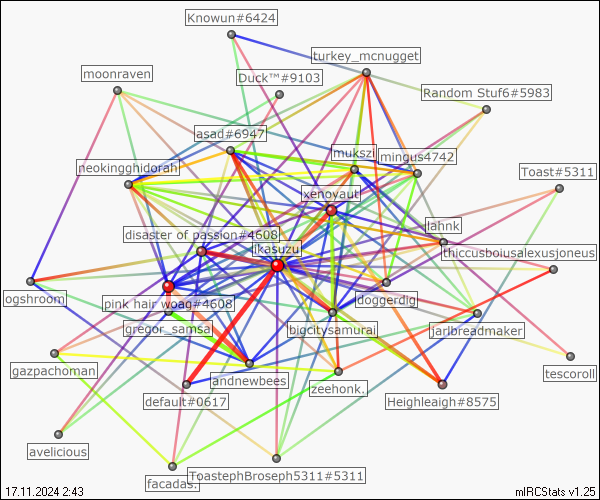 Knowun#6424
turkey_mcnugget
moonraven
Duck™#9103
Random Stuf6#5983
asad#6947
mukszi
mingus4742
neokingghidorah
Toast#5311
xenoyaut
lahnk
disaster of passion#4608
ikasuzu
thiccusboiusalexusjoneus
ogshroom
pink hair woag#4608
doggerdig
gregor_samsa
bigcitysamuraj
jarlbreadmaker
gazpachoman
andnewbees
tescoroll
default#0617
zeehonk.
Heighleaigh#8575
avelicious
facadas.
ToastephBroseph5311#5311
17.11.2024 2:43
mIRCStats v1.25